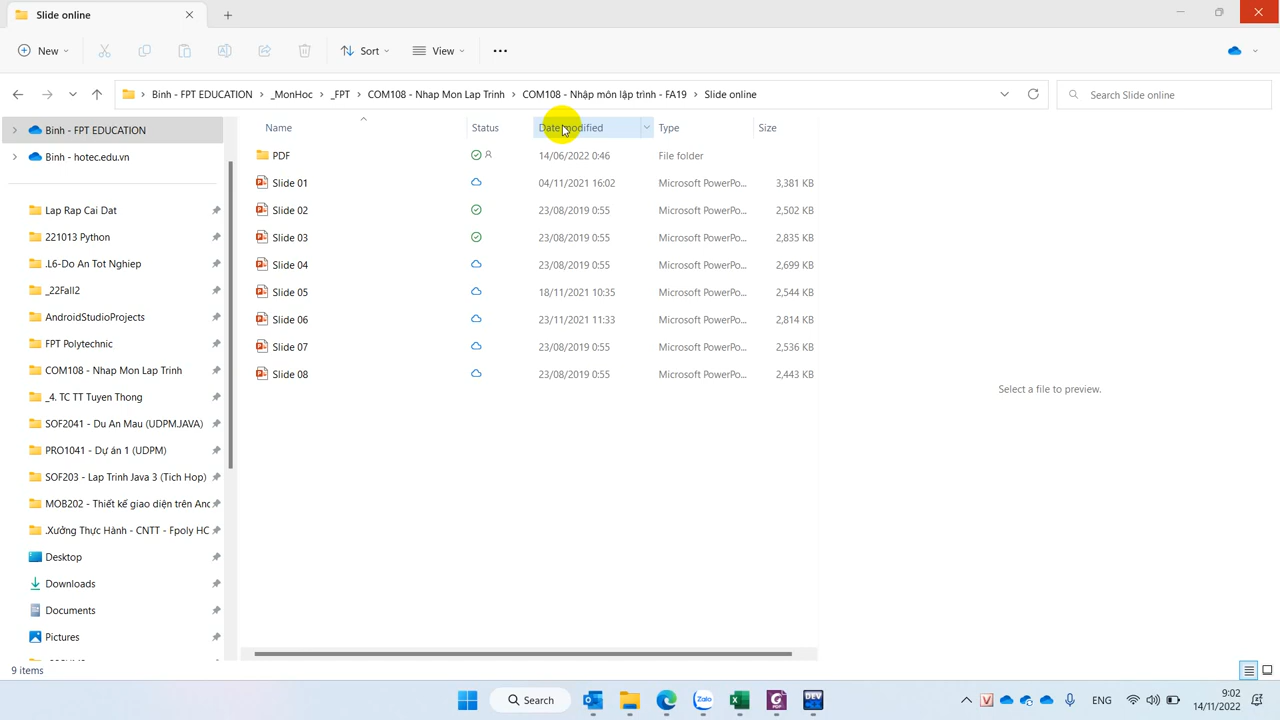 Slide online
New
Sort
View
Binh - FPT EDUCATION > _MonHoc > _FPT > COM108 - Nhap Mon Lap Trinh > COM108 - Nhập môn lập trình - FA19 > Slide online
Search Slide online
Binh - FPT EDUCATION
Binh - hotec.edu.vn
Lap Rap Cai Dat
221013 Python
.L6-Do An Tot Nghiep
_22Fall2
AndroidStudioProjects
FPT Polytechnic
COM108 - Nhap Mon Lap Trinh
_4. TC TT Tuyen Thong
SOF2041 - Du An Mau (UDPM.JAVA)
PRO1041 - Dự án 1 (UDPM)
SOF203 - Lap Trinh Java 3 (Tich Hop)
MOB202 - Thiết kế giao diện trên And
.Xưởng Thực Hành - CNTT - Fpoly HC
Desktop
Downloads
Documents
Pictures
Name Status Date modified Type Size
PDF 14/06/2022 0:46 File folder
Slide 01 04/11/2021 16:02 Microsoft PowerPo... 3,381 KB
Slide 02 23/08/2019 0:55 Microsoft PowerPo... 2,502 KB
Slide 03 23/08/2019 0:55 Microsoft PowerPo... 2,835 KB
Slide 04 23/08/2019 0:55 Microsoft PowerPo... 2,699 KB
Slide 05 18/11/2021 10:35 Microsoft PowerPo... 2,544 KB
Slide 06 23/11/2021 11:33 Microsoft PowerPo... 2,814 KB
Slide 07 23/08/2019 0:55 Microsoft PowerPo... 2,536 KB
Slide 08 23/08/2019 0:55 Microsoft PowerPo... 2,443 KB
Select a file to preview.
9 items
Search
Zalo
PDF
DEV
ENG
9:02
14/11/2022